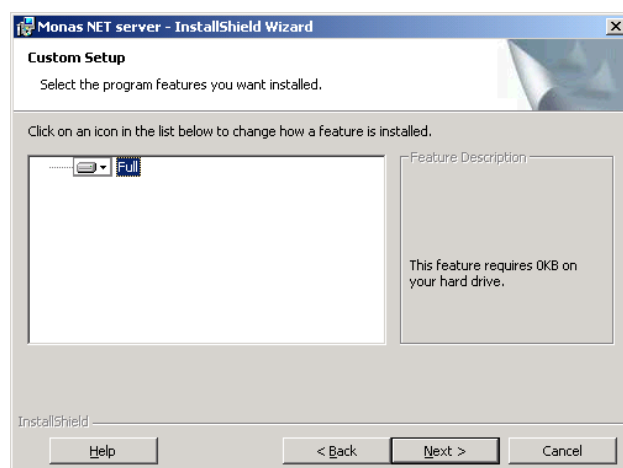 Monas NET server - InstallShield Wizard
Custom Setup
Select the program features you want installed.
Click on an icon in the list below to change how a feature is installed.
Full
Feature Description
This feature requires 0KB on
your hard drive.
InstallShield
Help
< Back
Next >
Cancel